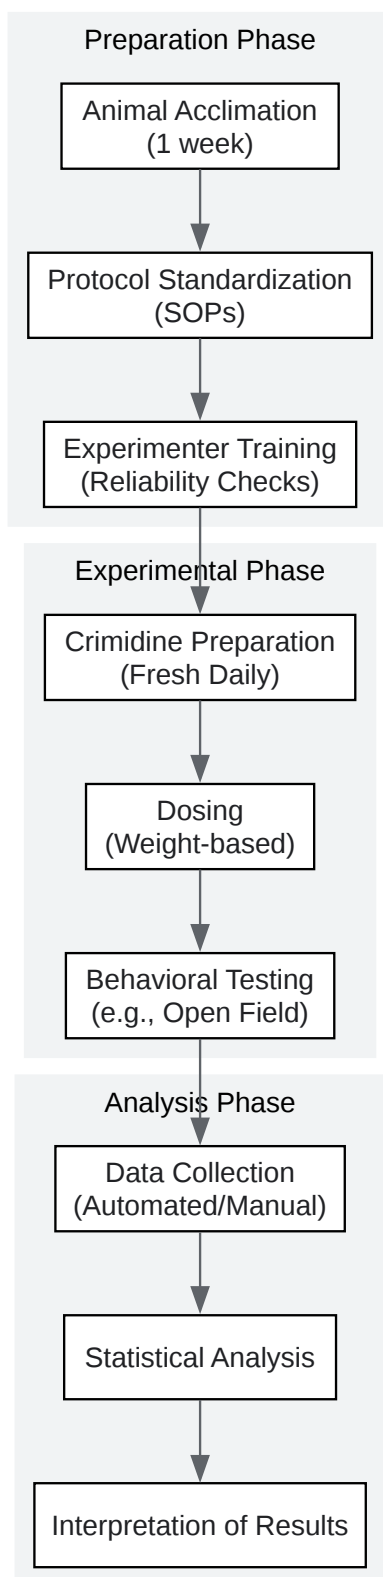 Preparation Phase
Animal Acclimation
(1 week)
Protocol Standardization
(SOPs)
Experimenter Training
(Reliability Checks)
Experimental Phase
Crimidine Preparation
(Fresh Daily)
Dosing
(Weight-based)
Behavioral Testing
(e.g., Open Field)
Analysis Phase
Data Collection
(Automated/Manual)
Statistical Analysis
Interpretation of Results